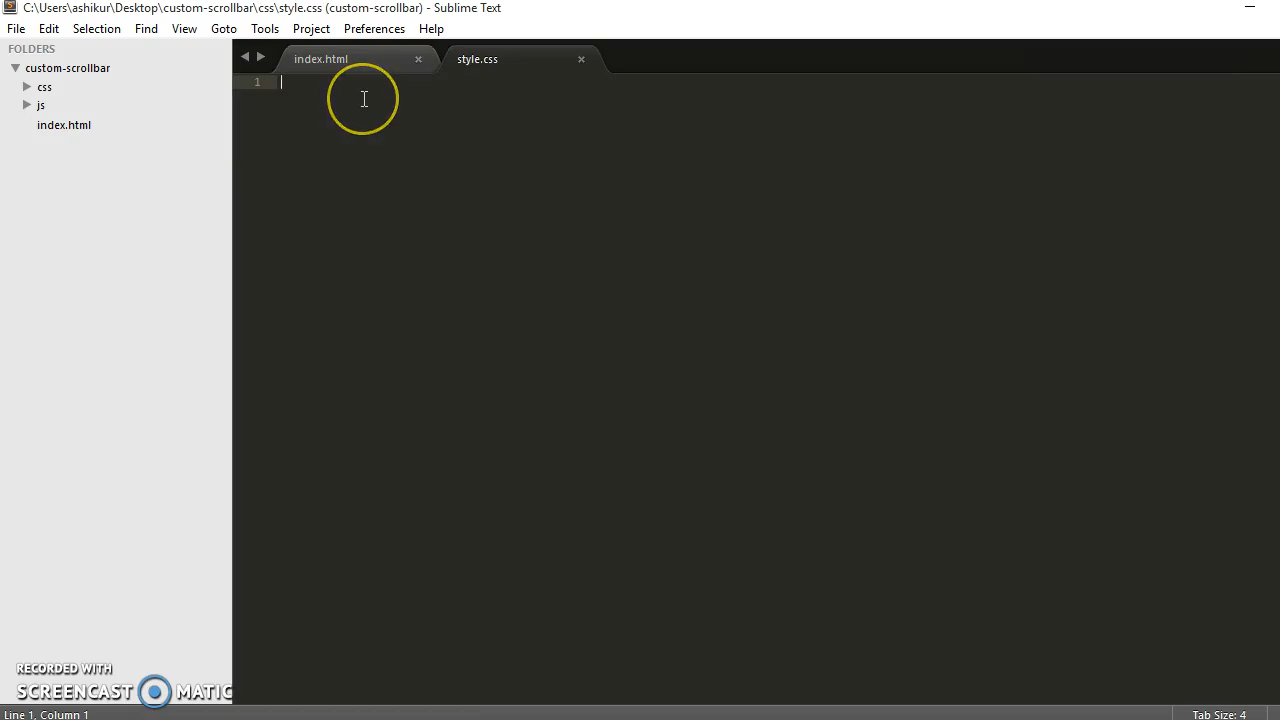 C:\Users\ashikur\Desktop\custom-scrollbar\css\style.css (custom-scrollbar) - Sublime Text
File Edit Selection Find View Goto Tools Project Preferences Help
FOLDERS
custom-scrollbar
css
js
index.html
index.html × style.css ×
1
RECORDED WITH
SCREENCAST MATIC
Line 1, Column 1 Tab Size: 4